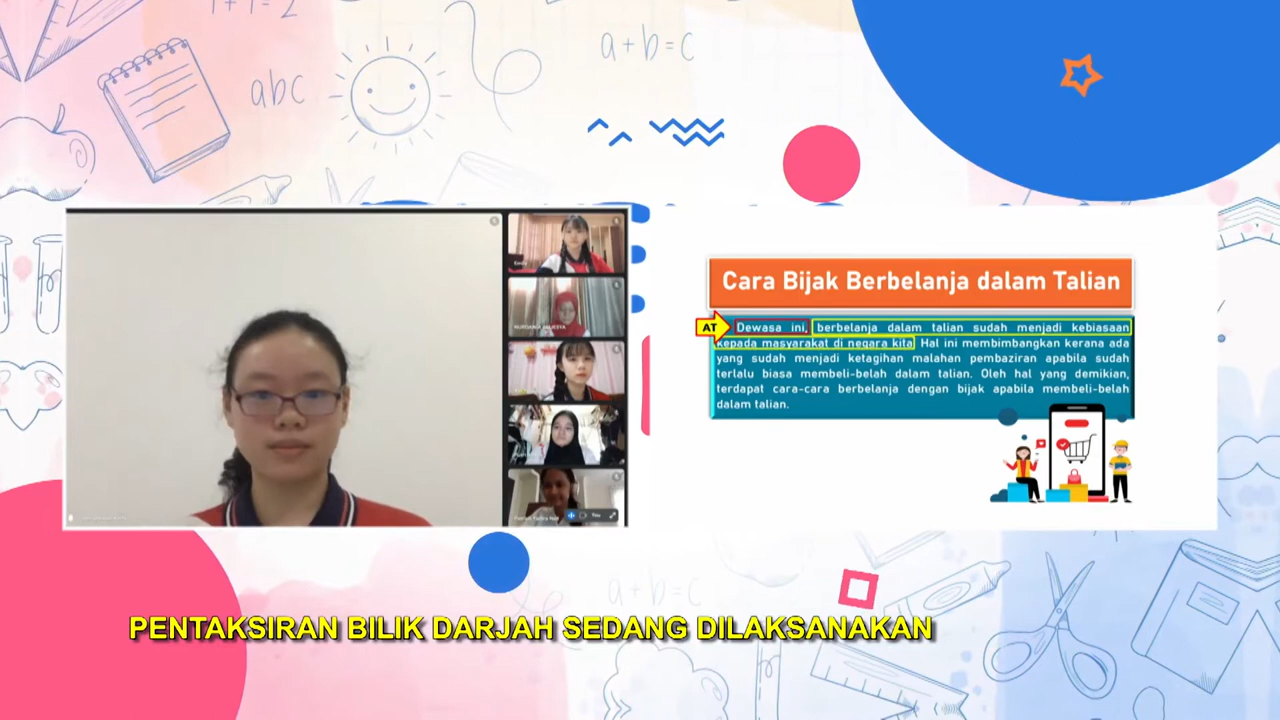 1+1=2
a+b=c
abc
Cara Bijak Berbelanja dalam Talian
AT
Dewasa ini, berbelanja dalam talian sudah menjadi kebiasaan
kepada masyarakat di negara kita. Hal ini membimbangkan kerana ada
yang sudah menjadi ketagihan malahan pembaziran apabila sudah
terlalu biasa membeli-belah dalam talian. Oleh hal yang demikian,
terdapat cara-cara berbelanja dengan bijak apabila membeli-belah
dalam talian.
You
a+b=c
PENTAKSIRAN BILIK DARJAH SEDANG DILAKSANAKAN